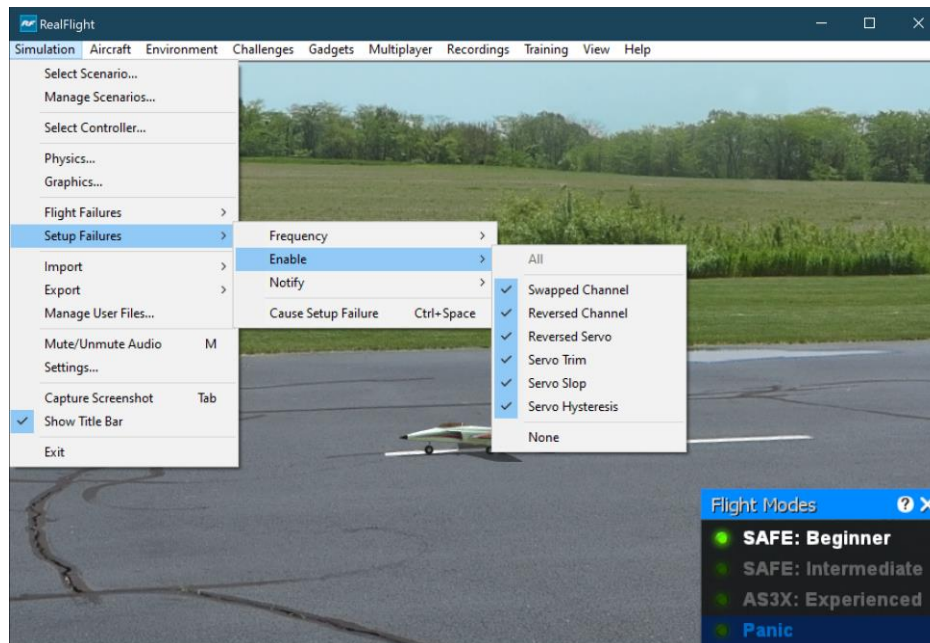 RealFlight
Simulation Aircraft Environment Challenges Gadgets Multiplayer Recordings Training View Help
Select Scenario...
Manage Scenarios...
Select Controller...
Physics...
Graphics...
Flight Failures
Setup Failures
Import
Export
Manage User Files...
Mute/Unmute Audio M
Settings...
Capture Screenshot Tab
Show Title Bar
Exit
Frequency
Enable
Notify
Cause Setup Failure Ctrl+Space
All
Swapped Channel
Reversed Channel
Reversed Servo
Servo Trim
Servo Slop
Servo Hysteresis
None
Flight Modes
SAFE: Beginner
SAFE: Intermediate
AS3X: Experienced
Panic